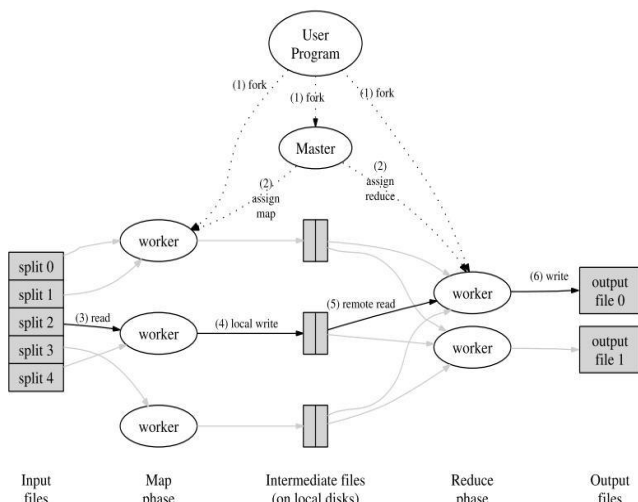 User
Program
(1) fork
(1) fork
(1) fork
Master
(2)
assign
map
(2)
assign
reduce
worker
split 0
split 1
split 2
split 3
split 4
(3) read
worker
(4) local write
(5) remote read
worker
(6) write
output
file 0
worker
output
file 1
worker
Input
files
Map
phase
Intermediate files
(on local disks)
Reduce
phase
Output
files